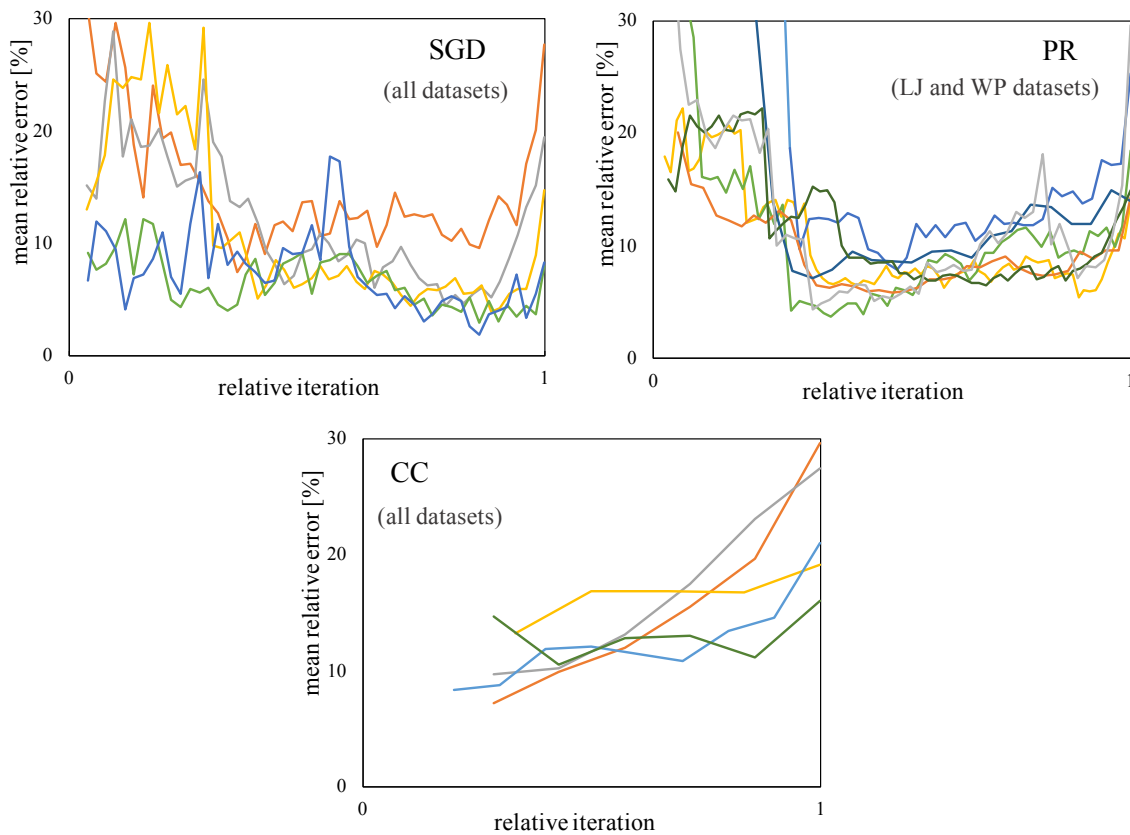 SGD
(all datasets)
mean relative error [%]
30
20
10
0
0
1
relative iteration
PR
(LJ and WP datasets)
mean relative error [%]
30
20
10
0
0
1
relative iteration
CC
(all datasets)
mean relative error [%]
30
20
10
0
0
1
relative iteration